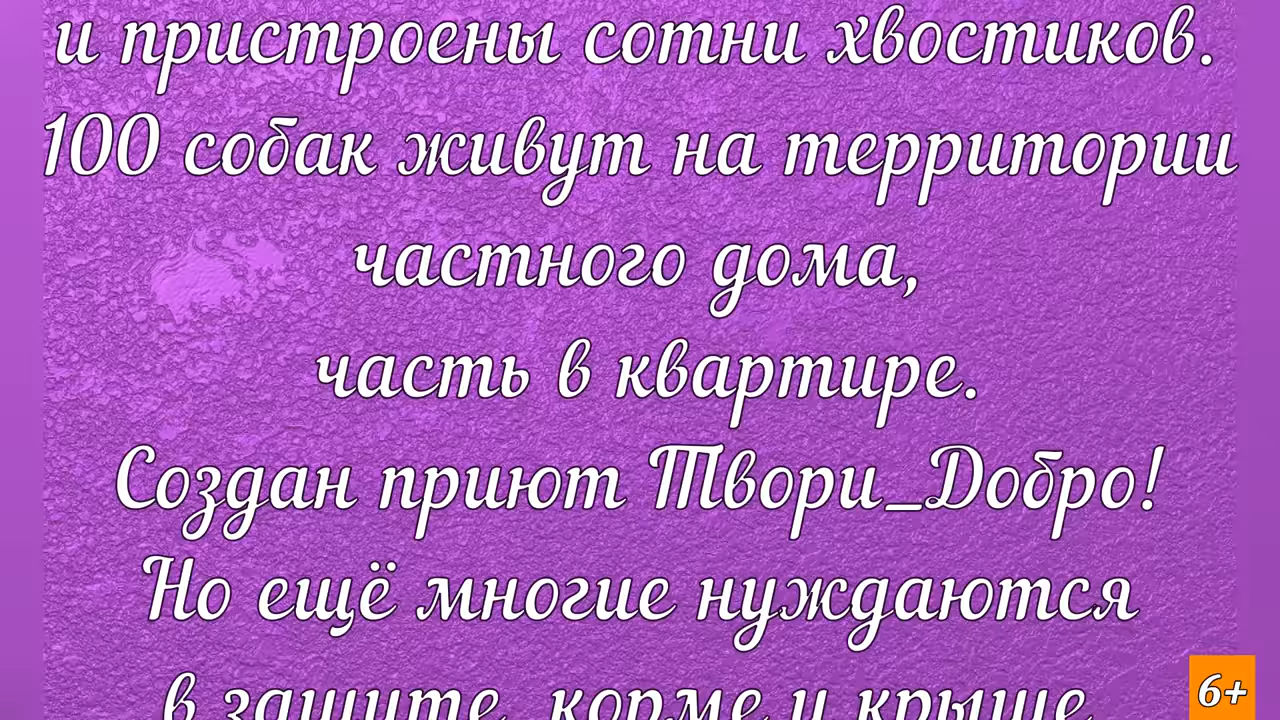 и пристроены сотни хвостиков.
100 собак живут на территории
частного дома,
часть в квартире.
Создан приют Твори_Добро!
Но ещё многие нуждаются
в защите, корме и крыше
6+